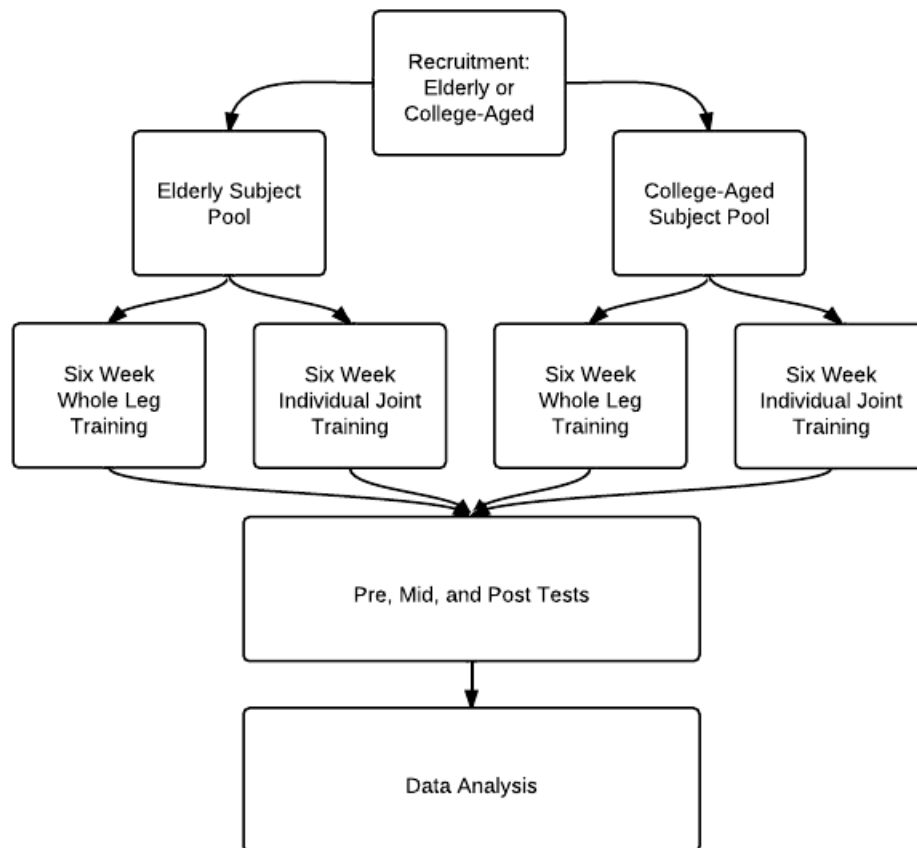 Recruitment:
Elderly or
College-Aged
Elderly Subject
Pool
College-Aged
Subject Pool
Six Week
Whole Leg
Training
Six Week
Individual Joint
Training
Six Week
Whole Leg
Training
Six Week
Individual Joint
Training
Pre, Mid, and Post Tests
Data Analysis